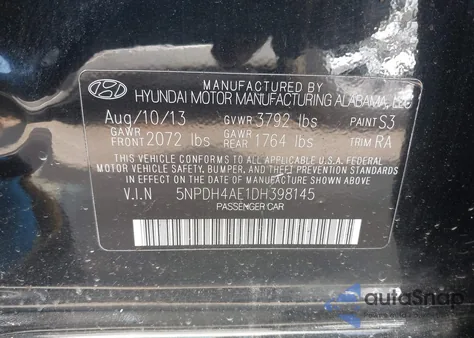 MANUFACTURED BY
HYUNDAI MOTOR MANUFACTURING ALABAMA, LLC
Aug/10/13 GVWR 3792 lbs PAINT S3
GAWR FRONT 2072 lbs GAWR REAR 1764 lbs TRIM RA
THIS VEHICLE CONFORMS TO ALL APPLICABLE U.S.A. FEDERAL
MOTOR VEHICLE SAFETY, BUMPER, AND THEFT PREVENTION STANDARDS
IN EFFECT ON THE DATE OF MANUFACTURE SHOWN ABOVE.
V.I.N 5NPDH4AE1DH398145
PASSENGER CAR
autoSnap